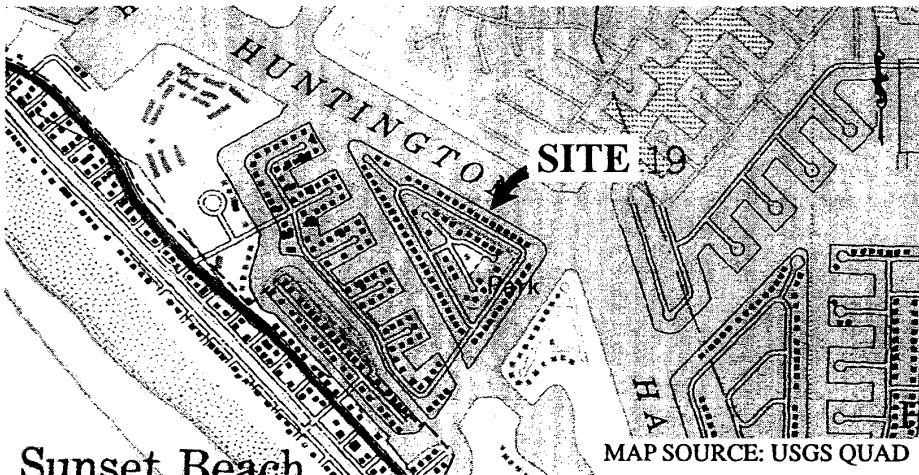 HUNTINGTO
SITE 19
Park
HA
Sunset Beach
MAP SOURCE: USGS QUAD